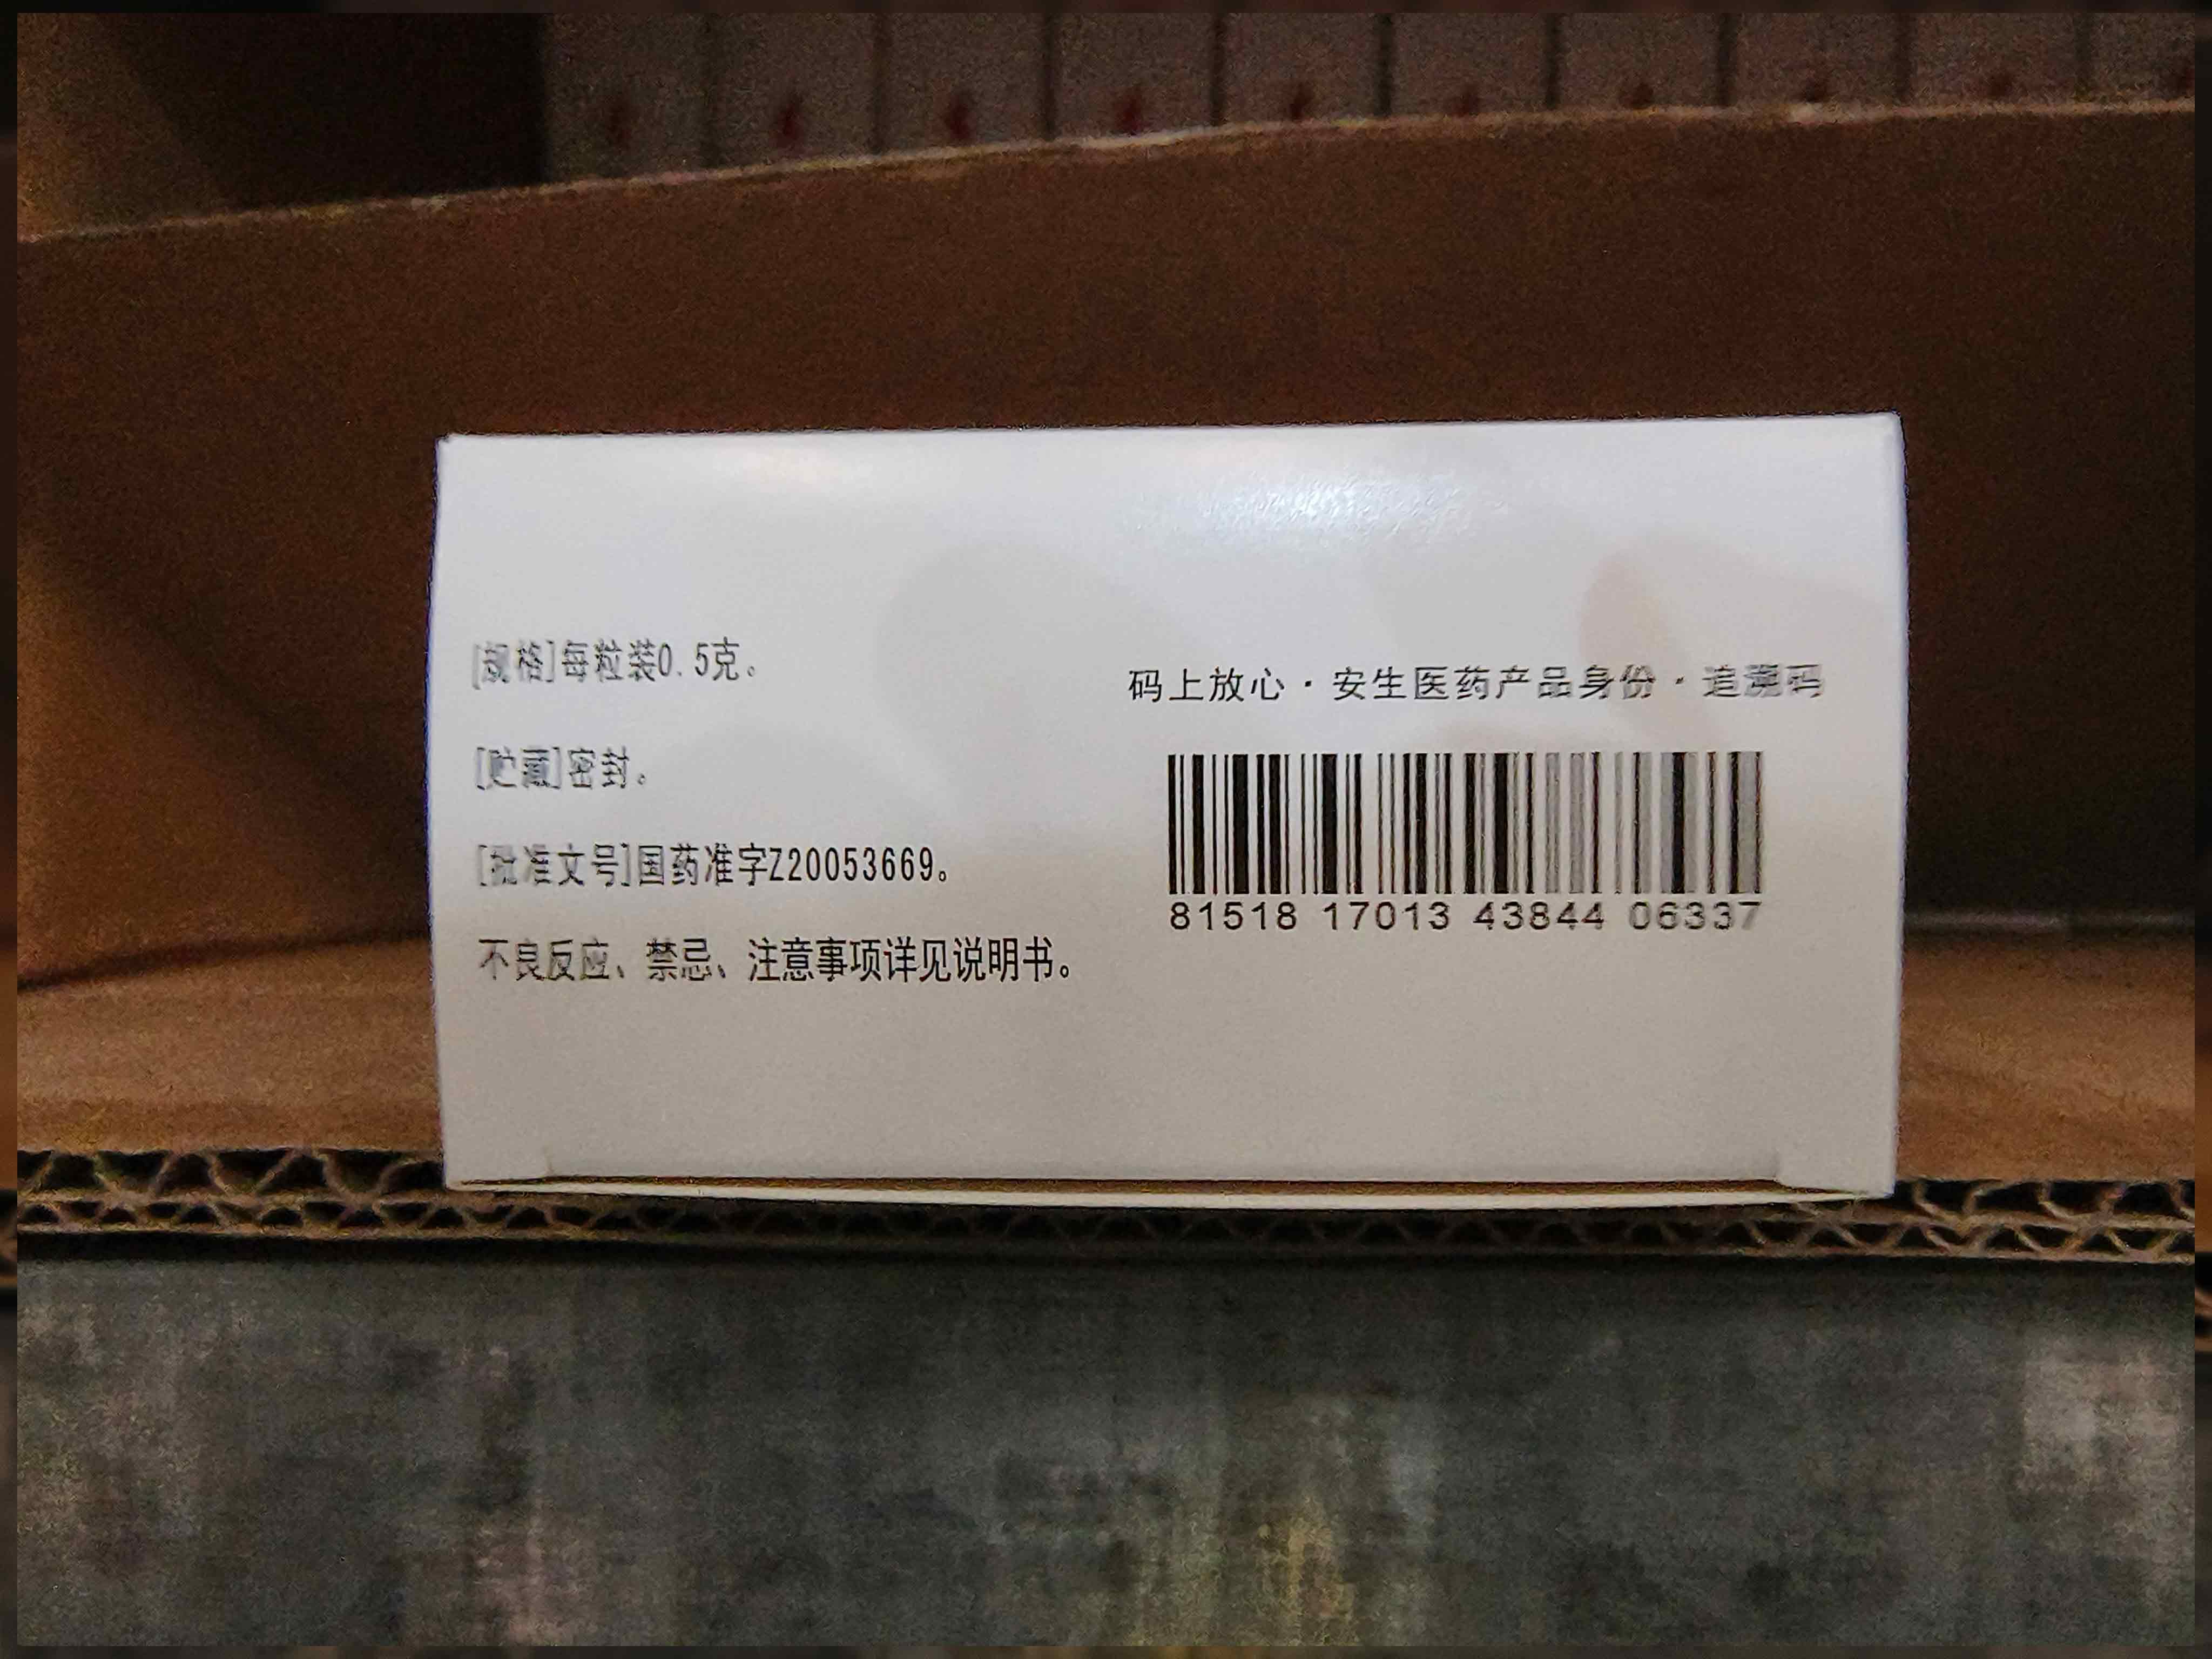 [规格]每粒装0.5克。
[贮藏]密封。
[批准文号]国药准字Z20053669。
不良反应、禁忌、注意事项详见说明书。
码上放心·安生医药产品身份·追溯码
81518 17013 43844 06337